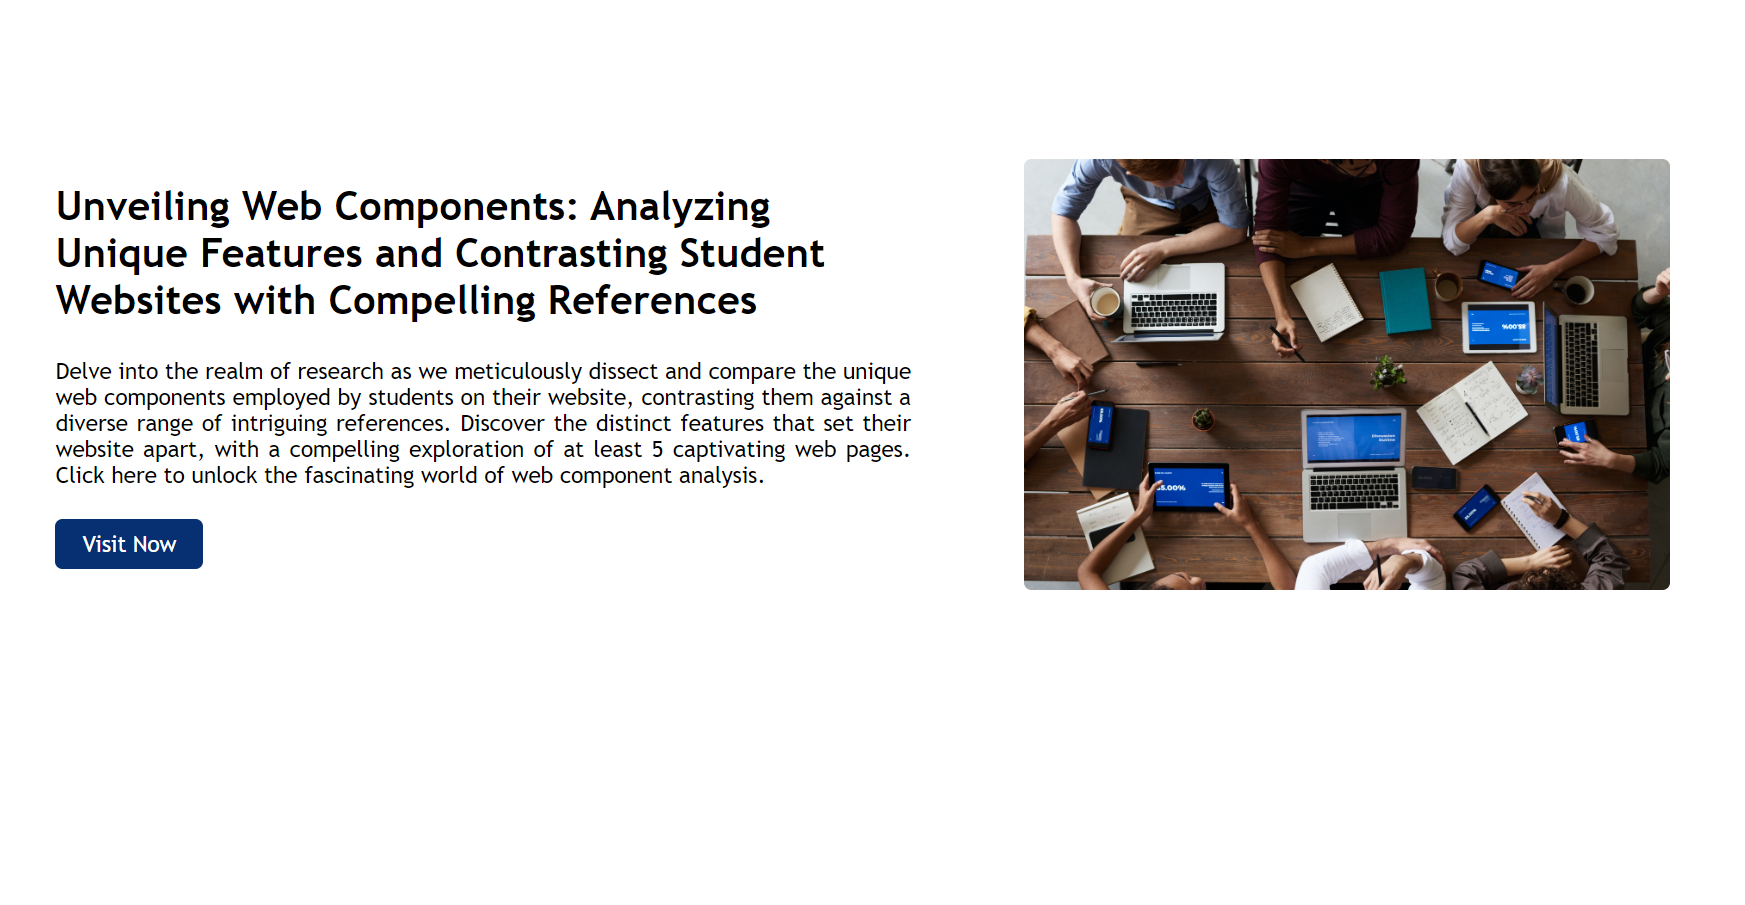 Unveiling Web Components: Analyzing
Unique Features and Contrasting Student
Websites with Compelling References
Delve into the realm of research as we meticulously dissect and compare the unique
web components employed by students on their website, contrasting them against a
diverse range of intriguing references. Discover the distinct features that set their
website apart, with a compelling exploration of at least 5 captivating web pages.
Click here to unlock the fascinating world of web component analysis.
Visit Now